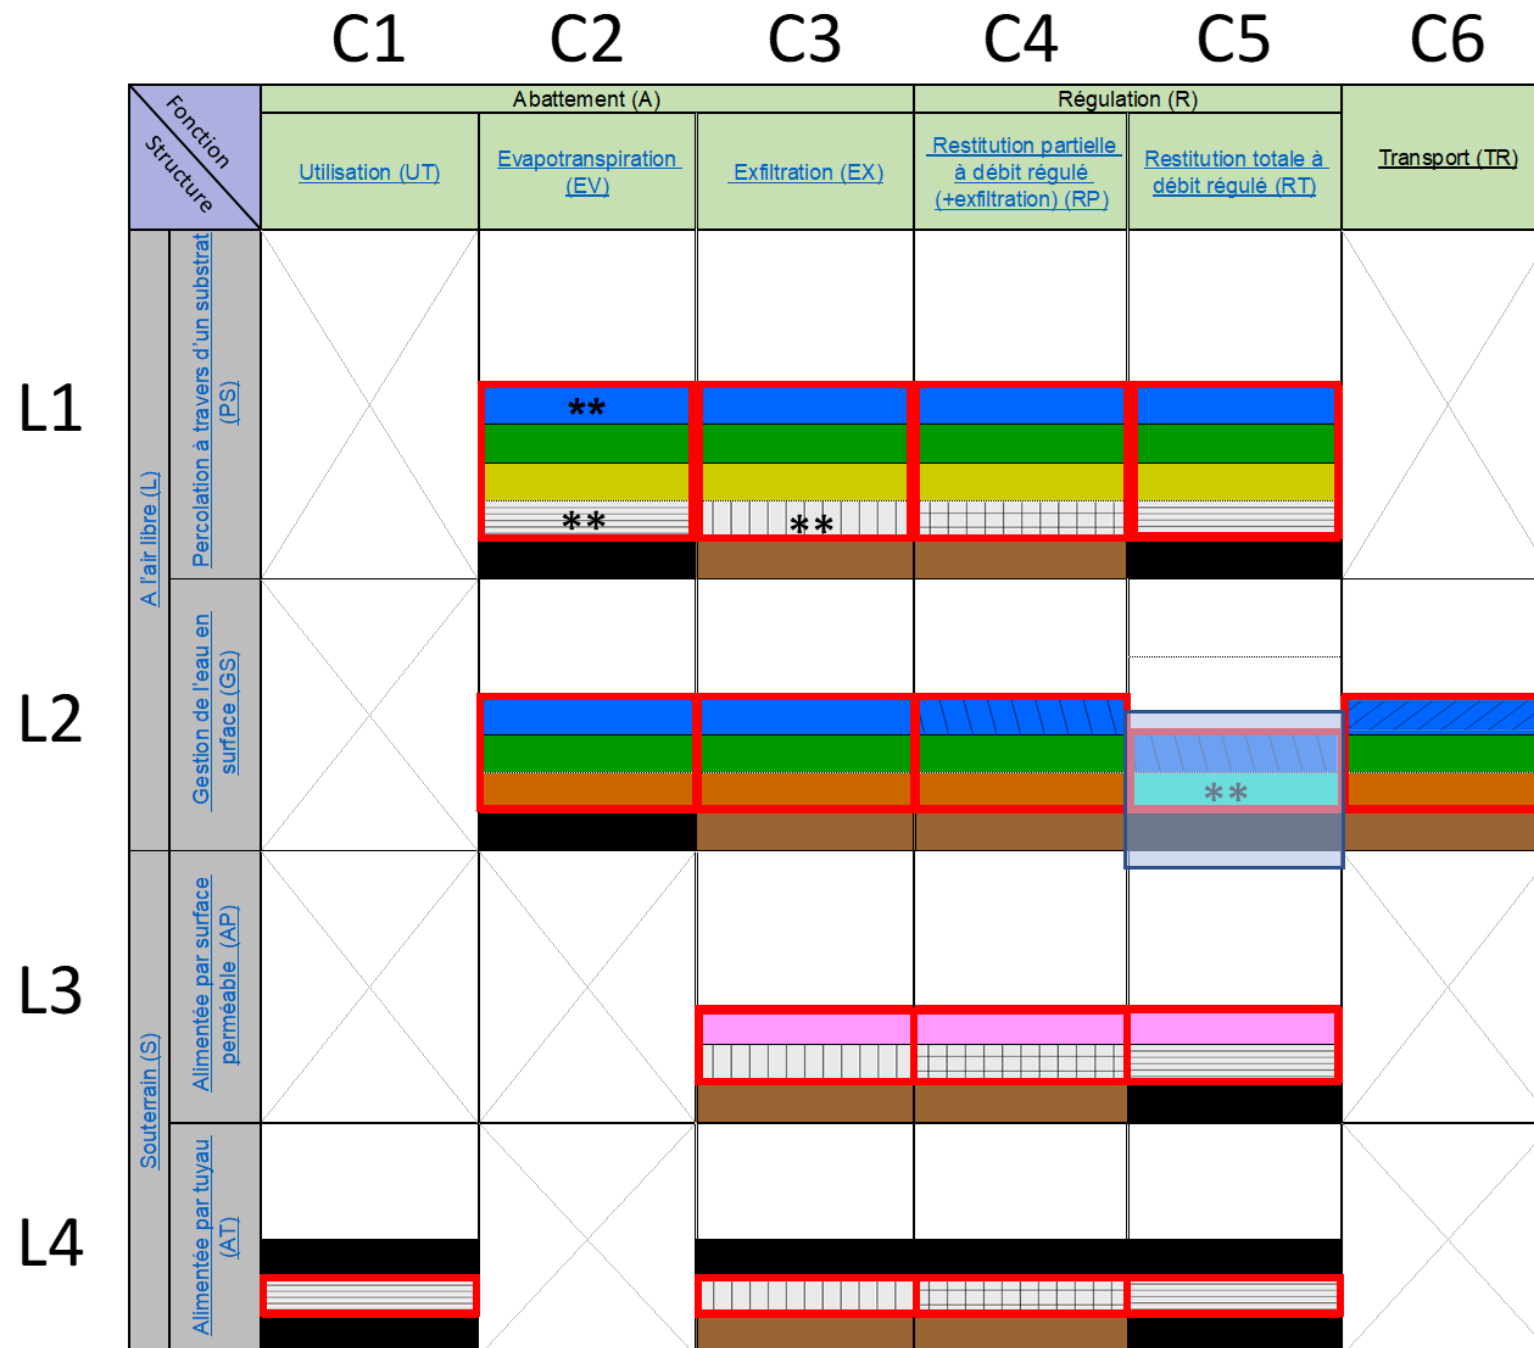 C1 C2 C3 C4 C5 C6
Fonction
Structure
Abattement (A)
Régulation (R)
Transport (TR)
Utilisation (UT)
Evapotranspiration
(EV)
Exfiltration (EX)
Restitution partielle
à débit régulé
(+exfiltration) (RP)
Restitution totale à
débit régulé (RT)
L1
A l'air libre (L)
Percolation à travers d'un substrat
(PS)
**
**
**
L2
Gestion de l'eau en
surface (GS)
**
L3
Souterrain (S)
Alimentée par surface
perméable (AP)
L4
Alimentée par tuyau
(AT)